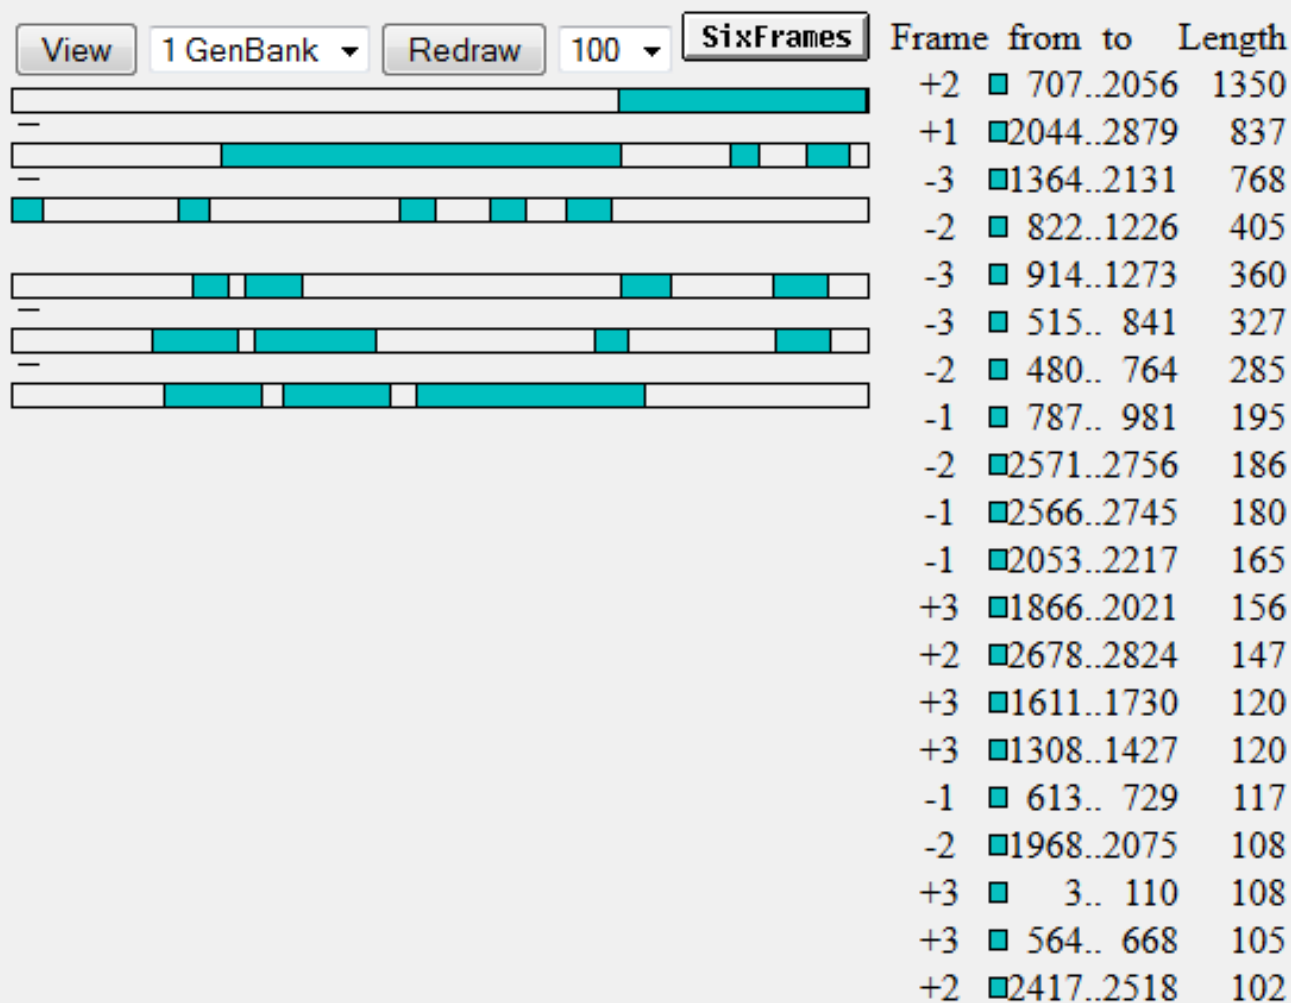 View 1 GenBank Redraw 100 SixFrames
Frame from to Length
+2 707..2056 1350
+1 2044..2879 837
-3 1364..2131 768
-2 822..1226 405
-3 914..1273 360
-3 515.. 841 327
-2 480.. 764 285
-1 787.. 981 195
-2 2571..2756 186
-1 2566..2745 180
-1 2053..2217 165
+3 1866..2021 156
+2 2678..2824 147
+3 1611..1730 120
+3 1308..1427 120
-1 613.. 729 117
-2 1968..2075 108
+3 3.. 110 108
+3 564.. 668 105
+2 2417..2518 102